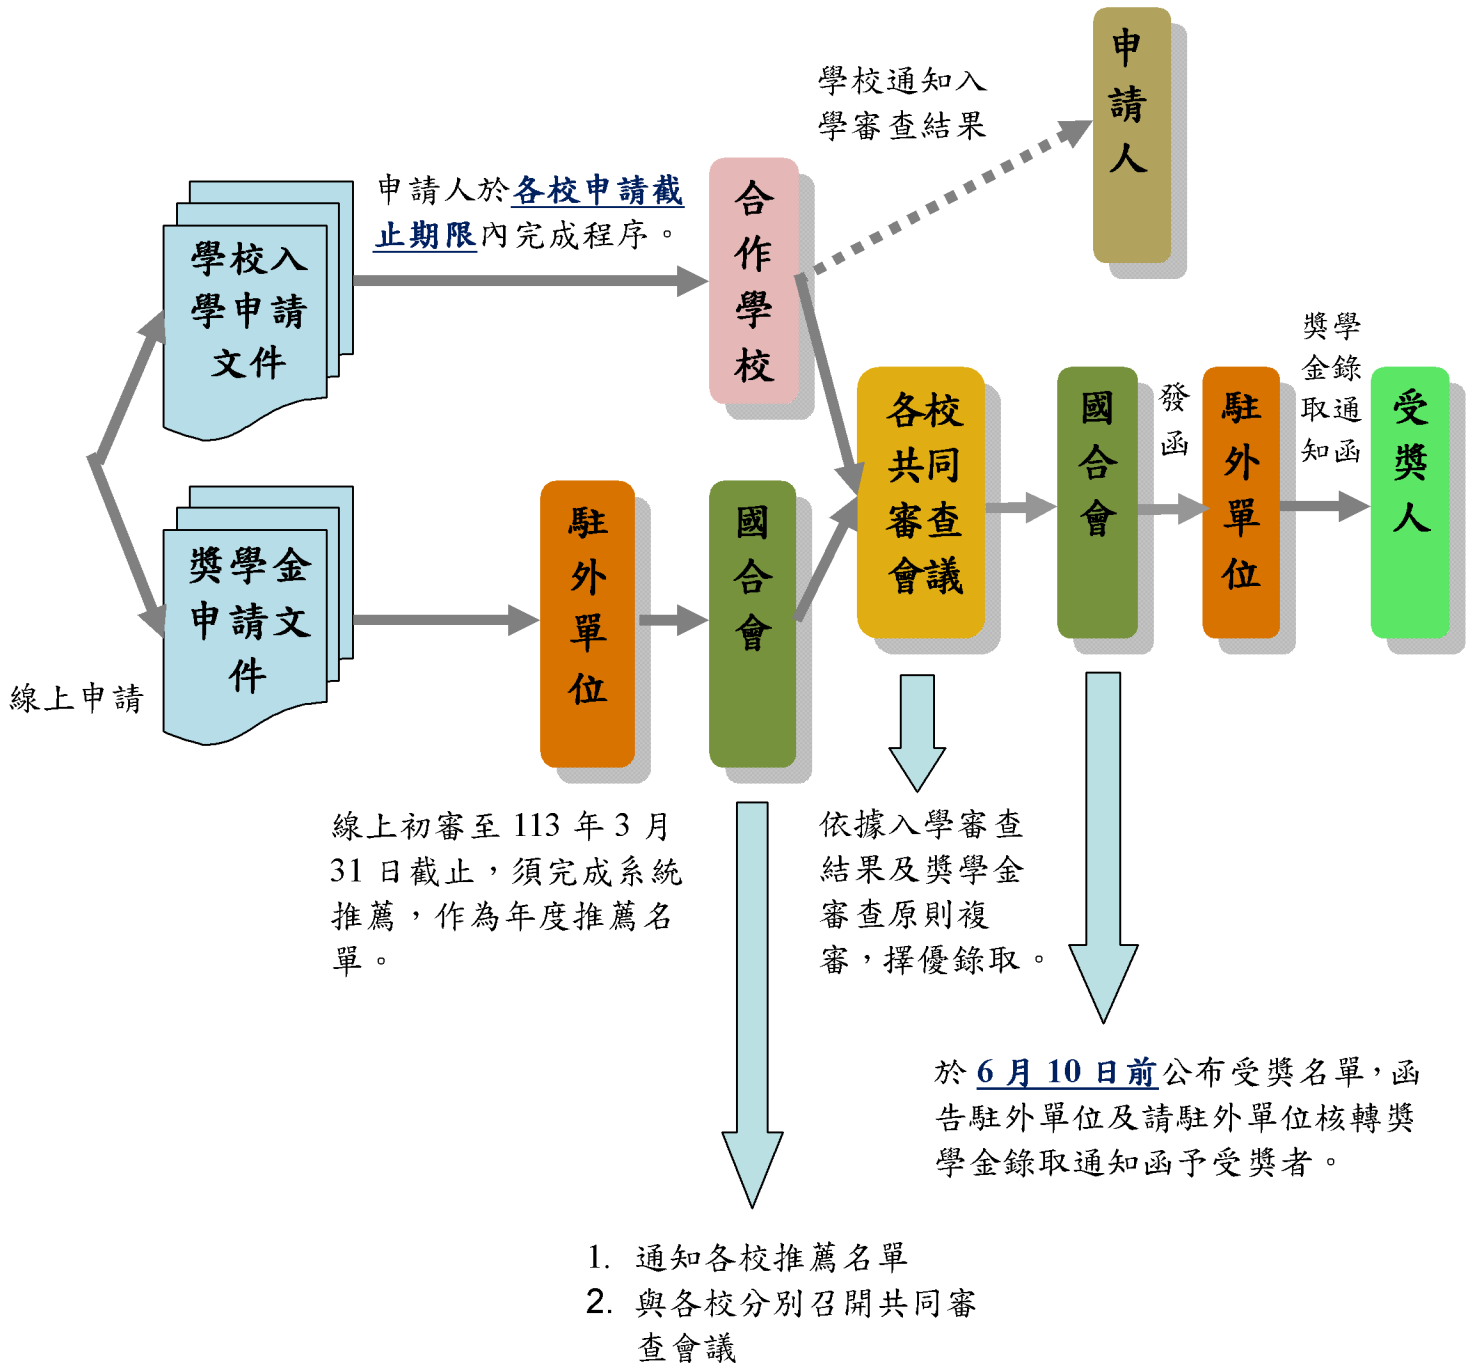 申請人
學校通知入
學審查結果
申請人於各校申請截
止期限內完成程序。
學校入
學申請
文件
合作學校
獎學金
申請文
件
線上申請
駐外單位
國合會
各校
共同
審查
會議
國合會
發函
駐外單位
獎學
金錄
取通
知函
受獎人
線上初審至 113 年 3 月
31 日截止，須完成系統
推薦，作為年度推薦名
單。
依據入學審查
結果及獎學金
審查原則複
審，擇優錄取。
於 6 月 10 日前公布受獎名單，函
告駐外單位及請駐外單位核轉獎
學金錄取通知函予受獎者。
1. 通知各校推薦名單
2. 與各校分別召開共同審
查會議